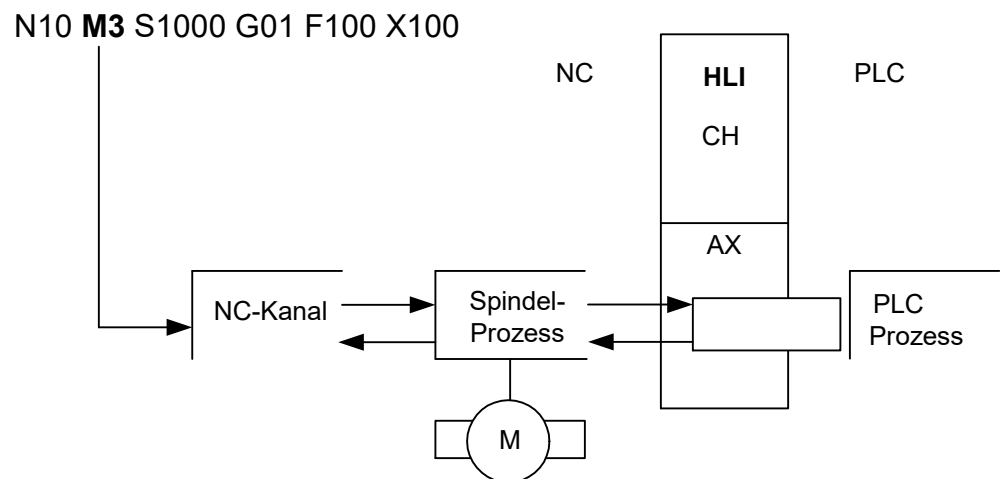 N10 M3 S1000 G01 F100 X100
NC
HLI
PLC
CH
AX
NC-Kanal
Spindel-
Prozess
PLC
Prozess
M